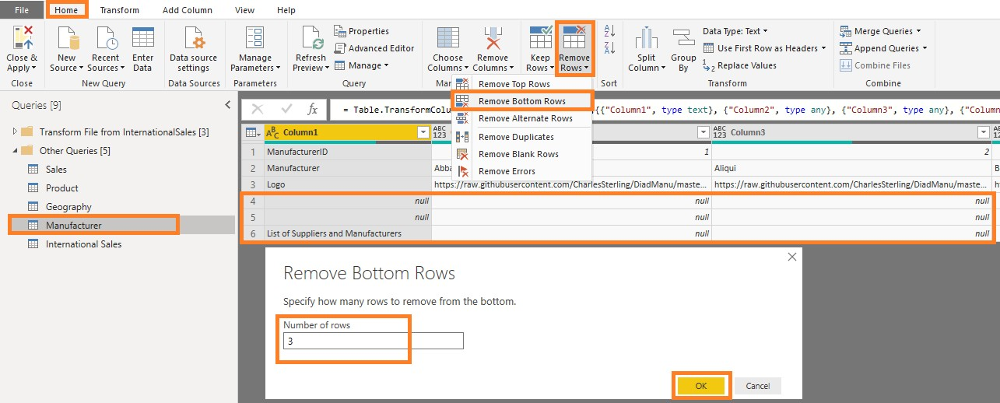 File Home Transform Add Column View Help
Close & Apply
New Source
Recent Sources
Enter Data
Data source settings
Manage Parameters
Refresh Preview
Properties
Advanced Editor
Manage
Choose Columns
Remove Columns
Keep Rows
Remove Rows
Split Column
Group By
Data Type: Text
Use First Row as Headers
Replace Values
Merge Queries
Append Queries
Combine Files
Close New Query Data Sources Parameters Query Sort Transform Combine
Remove Top Rows
Remove Bottom Rows
Remove Alternate Rows
Remove Duplicates
Remove Blank Rows
Remove Errors
Queries [9]
Transform File from InternationalSales [3]
Other Queries [5]
Sales
Product
Geography
Manufacturer
International Sales
fx = Table.TransformColum {{"Column1", type text}, {"Column2", type any}, {"Column3", type any}, {"Colum
ABC Column1 ABC 123 ABC 123 Column3
1 ManufacturerID 1 2
2 Manufacturer Abba Aliqui B
3 Logo https://raw.githubusercontent.com/CharlesSterling/DiadManu/maste... https://raw.githubusercontent.com/CharlesSterling/DiadManu/maste...
4 null null null
5 null null null
6 List of Suppliers and Manufacturers null null
Remove Bottom Rows
Specify how many rows to remove from the bottom.
Number of rows
3
OK Cancel